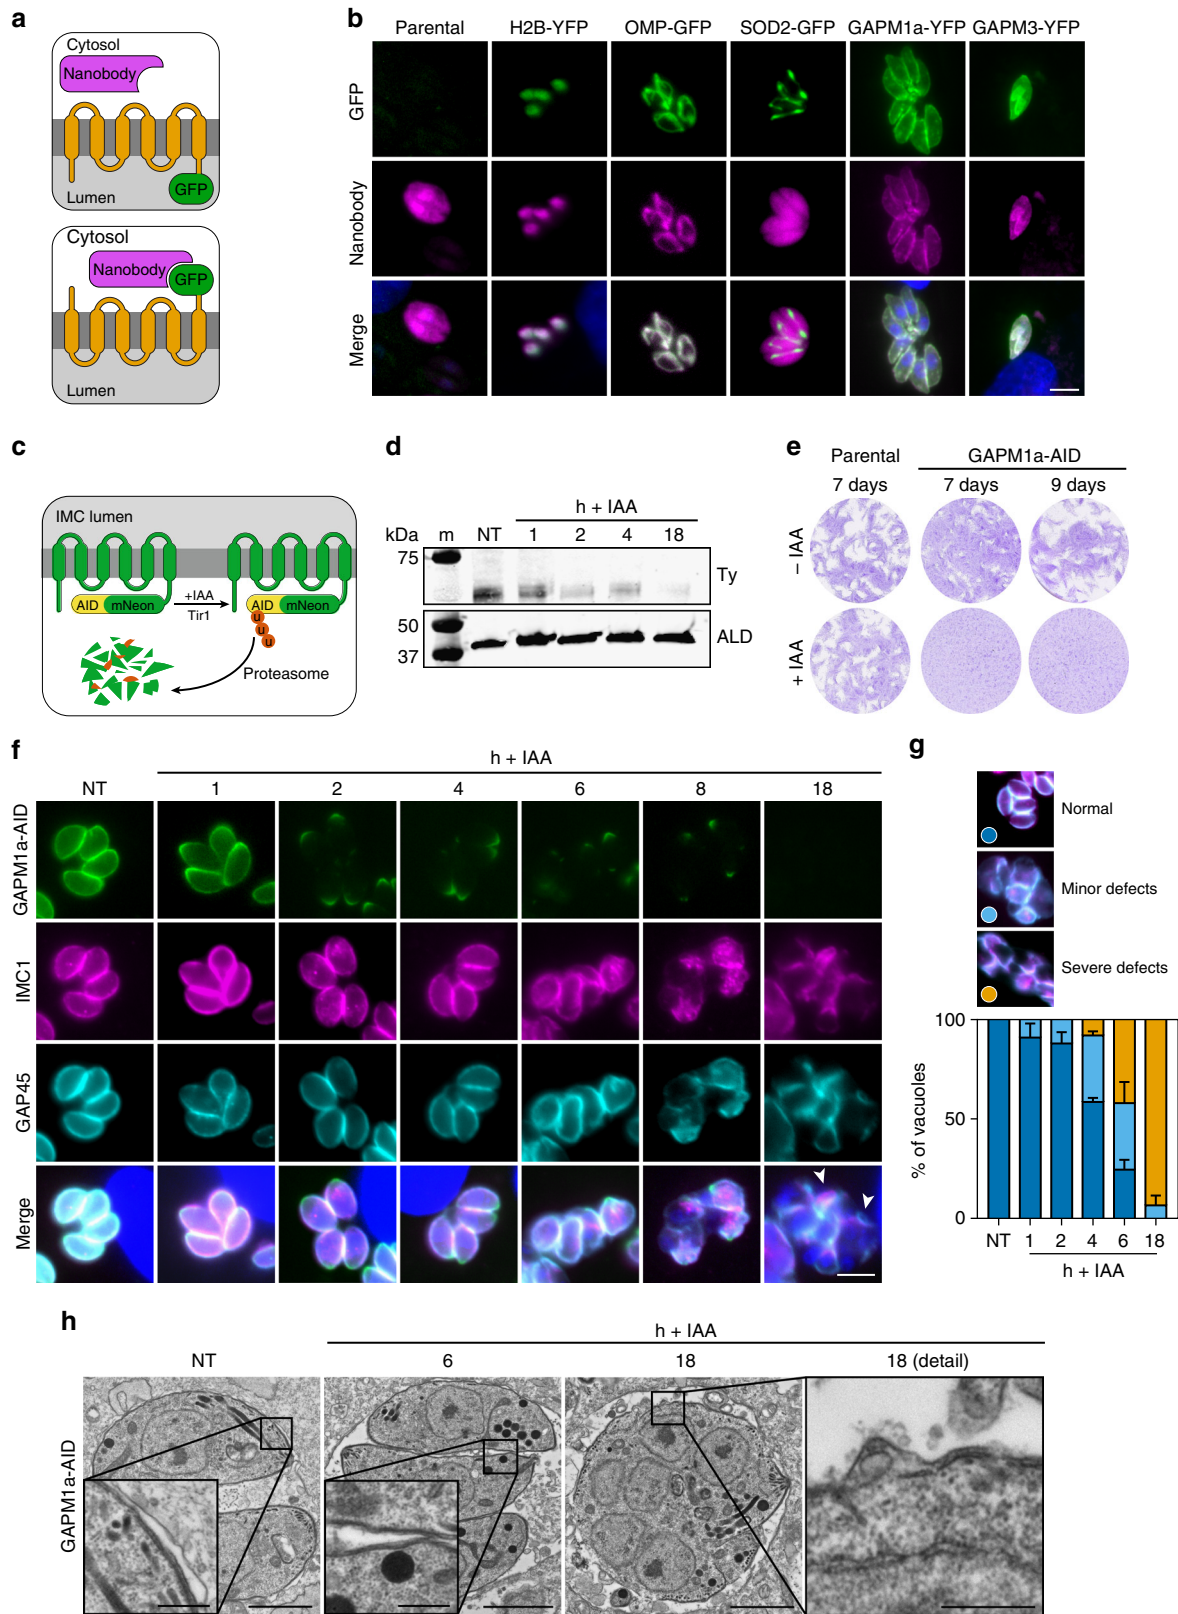 a
Cytosol
Nanobody
GFP
Lumen
Cytosol
Nanobody
GFP
Lumen
b
Parental H2B-YFP OMP-GFP SOD2-GFP GAPM1a-YFP GAPM3-YFP
GFP
Nanobody
Merge
c
IMC lumen
AID mNeon
+IAA
Tir1
AID mNeon
u
u
u
Proteasome
d
h + IAA
kDa m NT 1 2 4 18
75
Ty
50
37
ALD
e
Parental GAPM1a-AID
7 days 7 days 9 days
– IAA
+ IAA
f
h + IAA
NT 1 2 4 6 8 18
GAPM1a-AID
IMC1
GAP45
Merge
g
Normal
Minor defects
Severe defects
100
50
0
% of vacuoles
NT 1 2 4 6 18
h + IAA
h
h + IAA
NT 6 18 18 (detail)
GAPM1a-AID